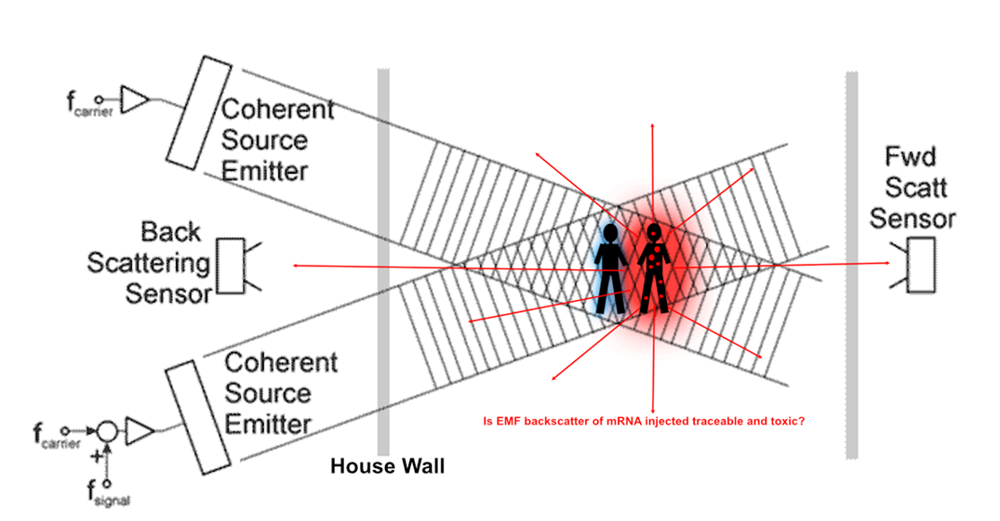 f carrier
Coherent
Source
Emitter
Fwd
Scatt
Sensor
Back
Scattering
Sensor
Coherent
Source
Emitter
f carrier
+
f signal
Is EMF backscatter of mRNA injected traceable and toxic?
House Wall